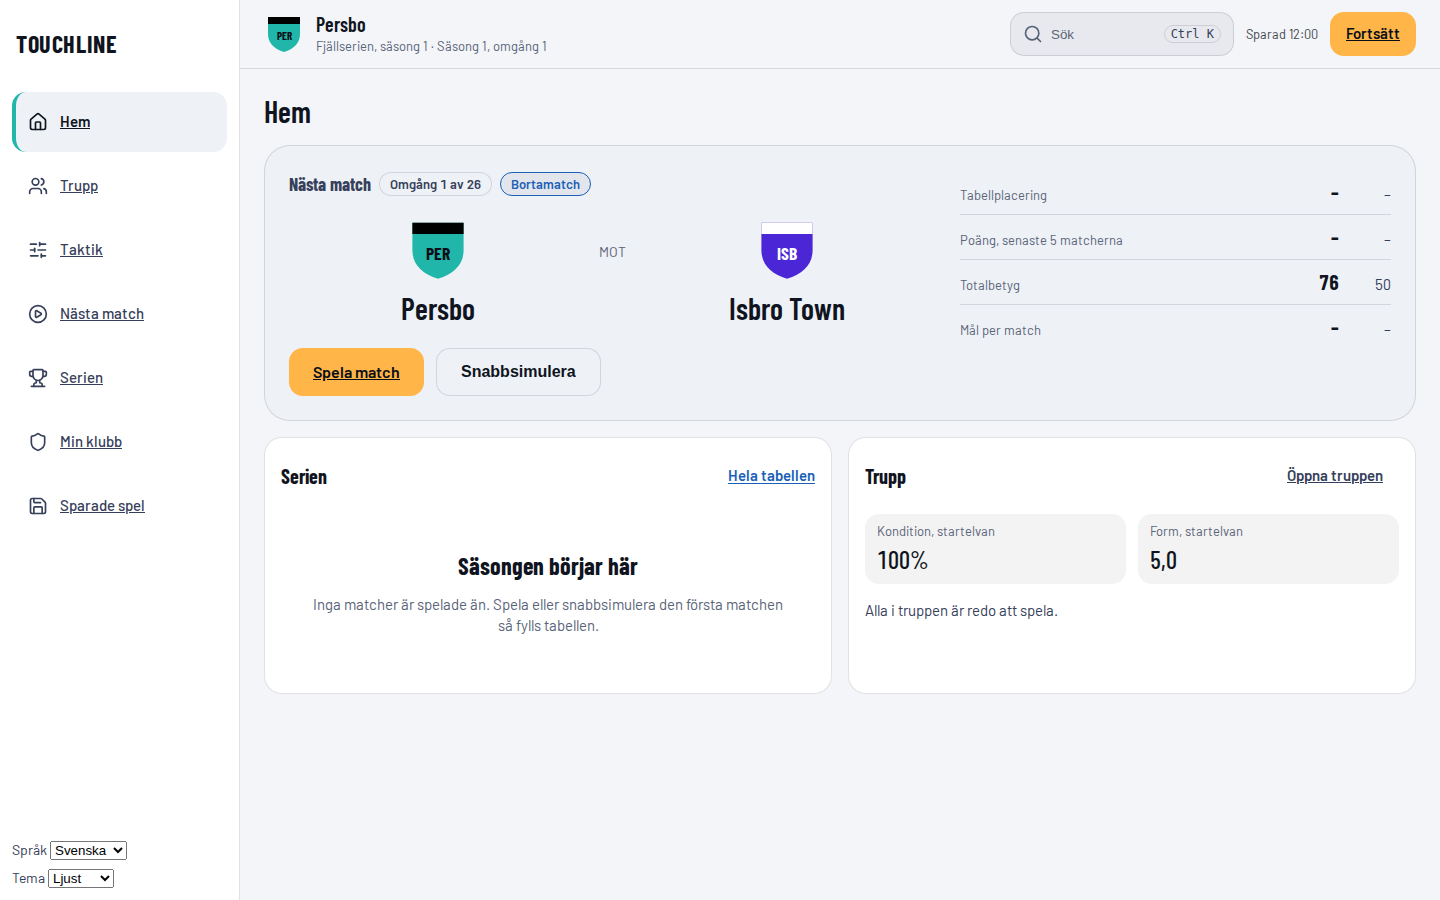 TOUCHLINE
Hem
Trupp
Taktik
Nästa match
Serien
Min klubb
Sparade spel
Språk Svenska
Tema Ljust
PER
Persbo
Fjällserien, säsong 1 · Säsong 1, omgång 1
Sök
Ctrl K
Sparad 12:00
Fortsätt
Hem
Nästa match
Omgång 1 av 26
Bortamatch
PER
MOT
ISB
Persbo
Isbro Town
Spela match
Snabbsimulera
Tabellplacering - –
Poäng, senaste 5 matcherna - –
Totalbetyg 76 50
Mål per match - –
Serien
Hela tabellen
Säsongen börjar här
Inga matcher är spelade än. Spela eller snabbsimulera den första matchen
så fylls tabellen.
Trupp
Öppna truppen
Kondition, startelvan
100%
Form, startelvan
5,0
Alla i truppen är redo att spela.